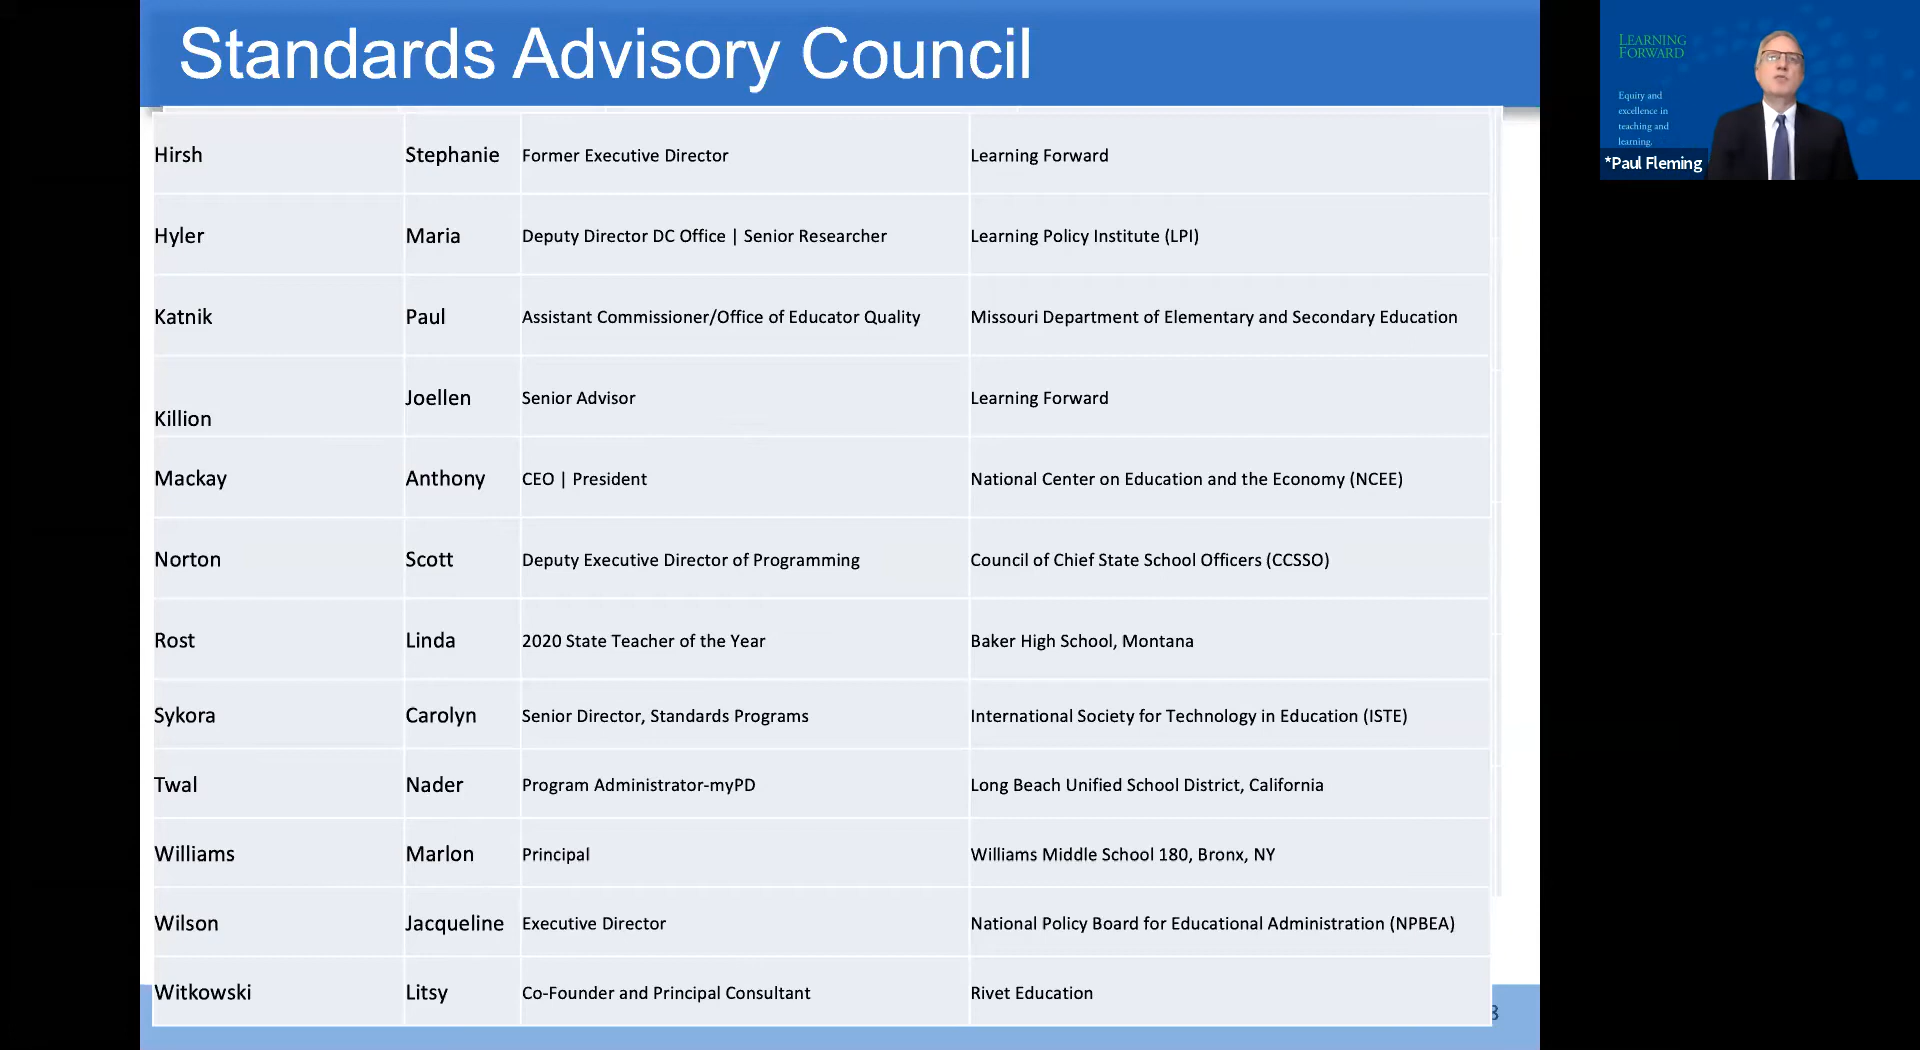 Standards Advisory Council
Hirsh Stephanie Former Executive Director Learning Forward
Hyler Maria Deputy Director DC Office | Senior Researcher Learning Policy Institute (LPI)
Katnik Paul Assistant Commissioner/Office of Educator Quality Missouri Department of Elementary and Secondary Education
Killion Joellen Senior Advisor Learning Forward
Mackay Anthony CEO | President National Center on Education and the Economy (NCEE)
Norton Scott Deputy Executive Director of Programming Council of Chief State School Officers (CCSSO)
Rost Linda 2020 State Teacher of the Year Baker High School, Montana
Sykora Carolyn Senior Director, Standards Programs International Society for Technology in Education (ISTE)
Twal Nader Program Administrator-myPD Long Beach Unified School District, California
Williams Marlon Principal Williams Middle School 180, Bronx, NY
Wilson Jacqueline Executive Director National Policy Board for Educational Administration (NPBEA)
Witkowski Litsy Co-Founder and Principal Consultant Rivet Education
LEARNING
FORWARD
Equity and
excellence in
teaching and
learning.
*Paul Fleming